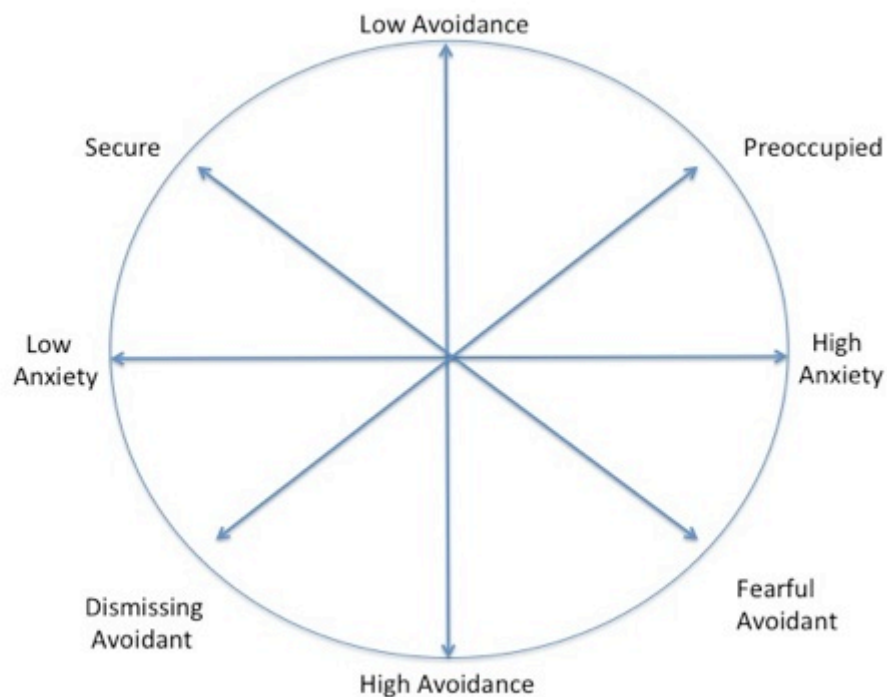 Low Avoidance
Secure
Preoccupied
Low
Anxiety
High
Anxiety
Dismissing
Avoidant
Fearful
Avoidant
High Avoidance